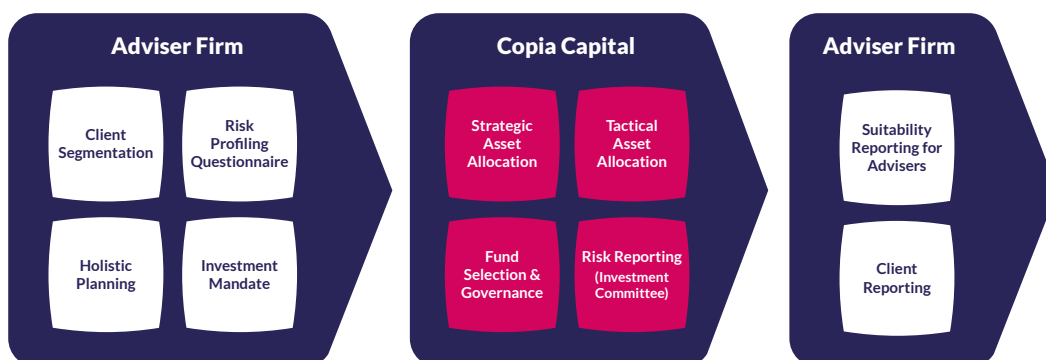 Adviser Firm
Client
Segmentation
Risk
Profiling
Questionnaire
Holistic
Planning
Investment
Mandate
Copia Capital
Strategic
Asset
Allocation
Tactical
Asset
Allocation
Fund
Selection &
Governance
Risk Reporting
(Investment
Committee)
Adviser Firm
Suitability
Reporting for
Advisers
Client
Reporting